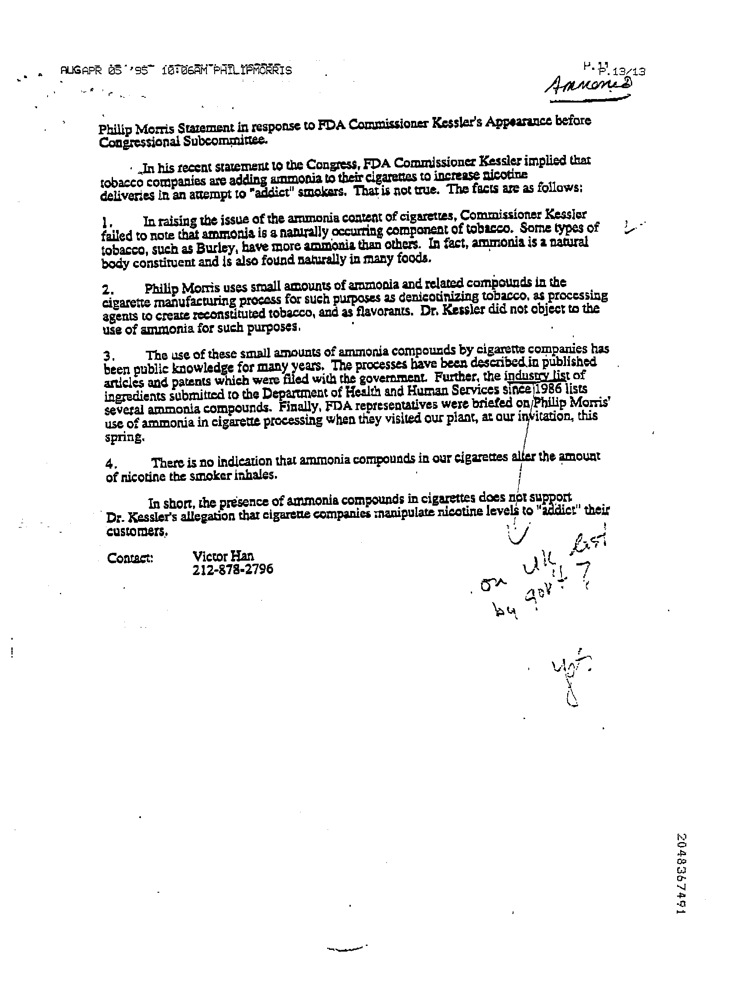 AUGAPR 05 '95 10:06AM PHILIPMORRIS
P.11
P.13/13
Ammonia
Philip Morris Statement in response to FDA Commissioner Kessler's Appearance before
Congressional Subcommittee.
In his recent statement to the Congress, FDA Commissioner Kessler implied that
tobacco companies are adding ammonia to their cigarettes to increase nicotine
deliveries in an attempt to "addict" smokers. That is not true. The facts are as follows:
1. In raising the issue of the ammonia content of cigarettes, Commissioner Kessler
failed to note that ammonia is a naturally occurring component of tobacco. Some types of
tobacco, such as Burley, have more ammonia than others. In fact, ammonia is a natural
body constituent and is also found naturally in many foods.
2. Philip Morris uses small amounts of ammonia and related compounds in the
cigarette manufacturing process for such purposes as denicotinizing tobacco, as processing
agents to create reconstituted tobacco, and as flavorants. Dr. Kessler did not object to the
use of ammonia for such purposes.
3. The use of these small amounts of ammonia compounds by cigarette companies has
been public knowledge for many years. The processes have been described in published
articles and patents which were filed with the government. Further, the industry list of
ingredients submitted to the Department of Health and Human Services since 1986 lists
several ammonia compounds. Finally, FDA representatives were briefed on Philip Morris'
use of ammonia in cigarette processing when they visited our plant, at our invitation, this
spring.
4. There is no indication that ammonia compounds in our cigarettes alter the amount
of nicotine the smoker inhales.
In short, the presence of ammonia compounds in cigarettes does not support
Dr. Kessler's allegation that cigarette companies manipulate nicotine levels to "addict" their
customers.
Contact: Victor Han
212-878-2796
on UK list
by gov't ?
yes
2048367491